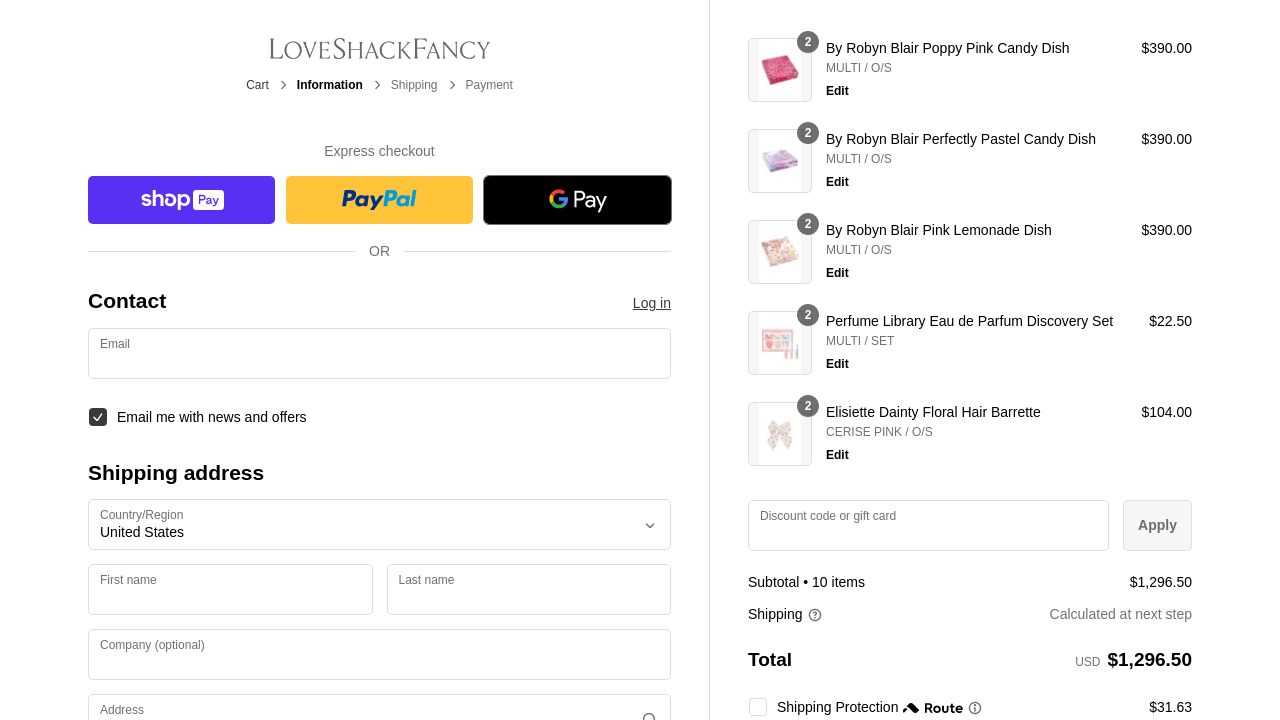 LoveShackFancy
Cart > Information > Shipping > Payment
Express checkout
shop Pay
PayPal
G Pay
OR
Contact
Log in
Email
Email me with news and offers
Shipping address
Country/Region
United States
First name
Last name
Company (optional)
Address
2
By Robyn Blair Poppy Pink Candy Dish
$390.00
MULTI / O/S
Edit
2
By Robyn Blair Perfectly Pastel Candy Dish
$390.00
MULTI / O/S
Edit
2
By Robyn Blair Pink Lemonade Dish
$390.00
MULTI / O/S
Edit
2
Perfume Library Eau de Parfum Discovery Set
$22.50
MULTI / SET
Edit
2
Elisiette Dainty Floral Hair Barrette
$104.00
CERISE PINK / O/S
Edit
Discount code or gift card
Apply
Subtotal • 10 items
$1,296.50
Shipping
Calculated at next step
Total
USD $1,296.50
Shipping Protection Route
$31.63